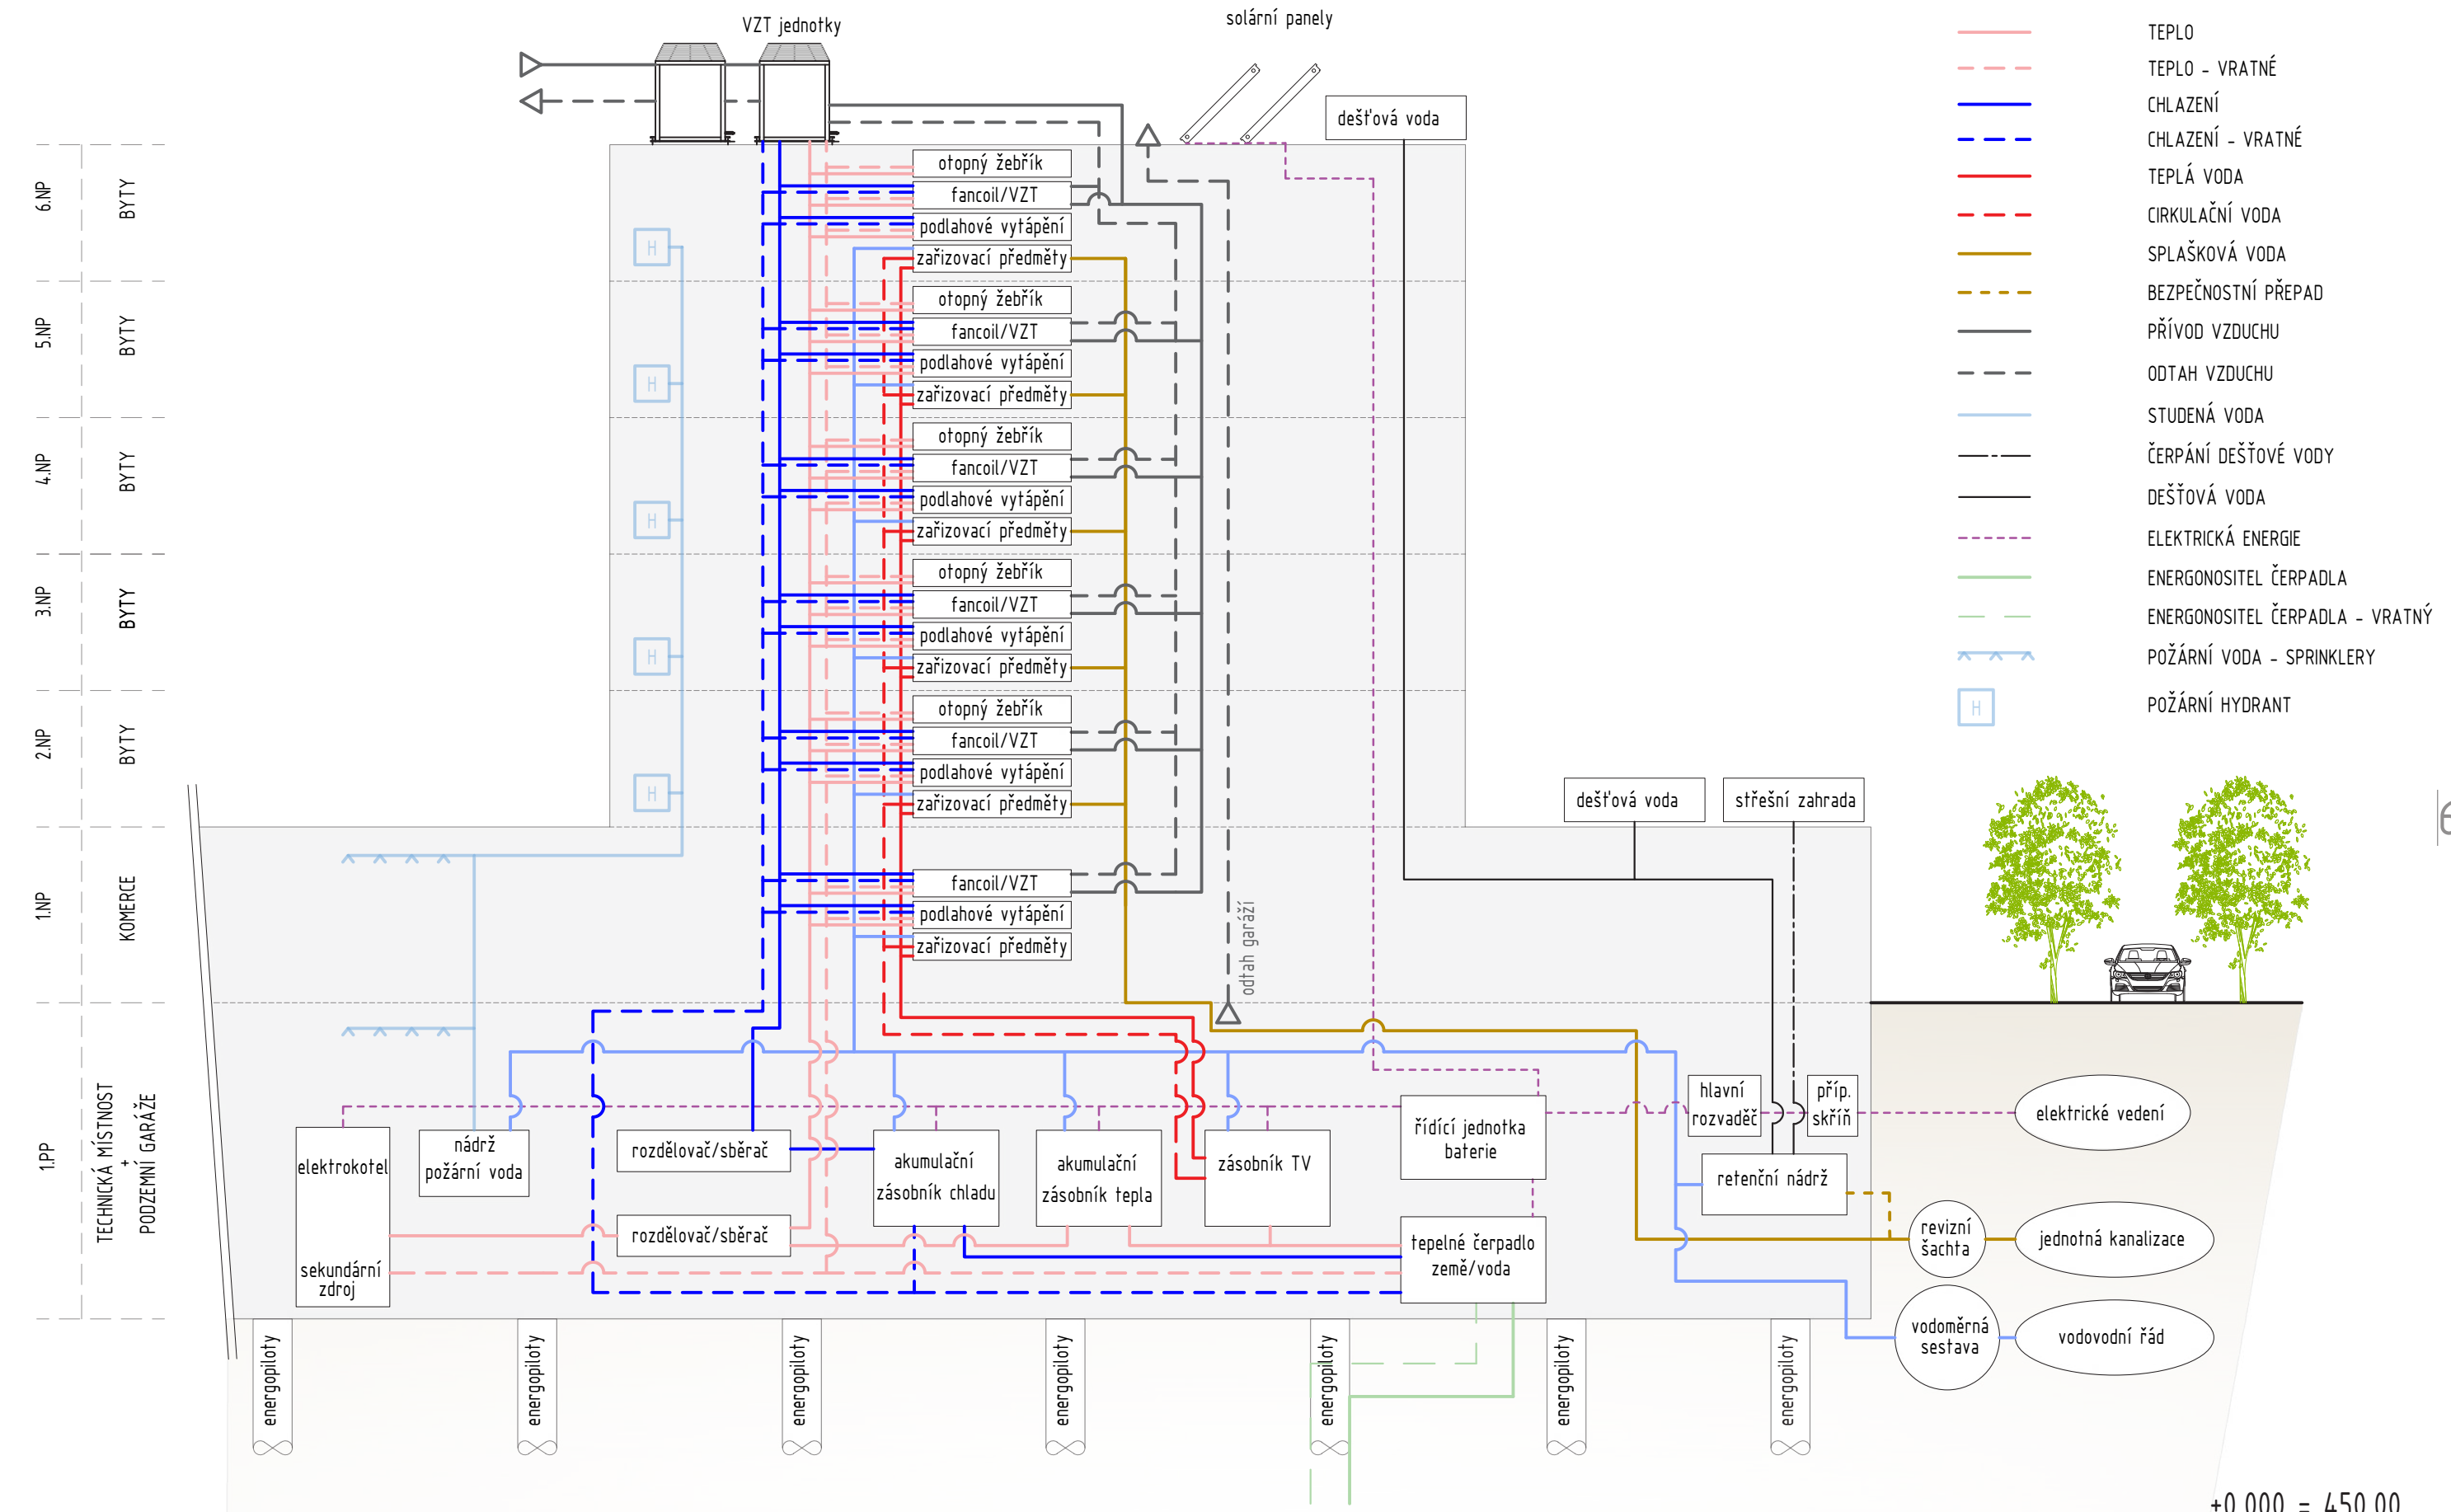 VZT jednotky
solární panely
dešťová voda
TEPLO
TEPLO - VRATNÉ
CHLAZENÍ
CHLAZENÍ - VRATNÉ
TEPLÁ VODA
CIRKULAČNÍ VODA
SPLAŠKOVÁ VODA
BEZPEČNOSTNÍ PŘEPAD
PŘÍVOD VZDUCHU
ODTAH VZDUCHU
STUDENÁ VODA
ČERPÁNÍ DEŠŤOVÉ VODY
DEŠŤOVÁ VODA
ELEKTRICKÁ ENERGIE
ENERGONOSITEL ČERPADLA
ENERGONOSITEL ČERPADLA - VRATNÝ
POŽÁRNÍ VODA - SPRINKLERY
H
POŽÁRNÍ HYDRANT
6.NP
BYTY
H
otopný žebřík
fancoil/VZT
podlahové vytápění
zařizovací předměty
5.NP
BYTY
H
otopný žebřík
fancoil/VZT
podlahové vytápění
zařizovací předměty
4.NP
BYTY
H
otopný žebřík
fancoil/VZT
podlahové vytápění
zařizovací předměty
3.NP
BYTY
H
otopný žebřík
fancoil/VZT
podlahové vytápění
zařizovací předměty
2.NP
BYTY
H
otopný žebřík
fancoil/VZT
podlahové vytápění
zařizovací předměty
dešťová voda
střešní zahrada
1.NP
KOMERCE
fancoil/VZT
podlahové vytápění
zařizovací předměty
odtah garáží
1.PP
TECHNICKÁ MÍSTNOST
+
PODZEMNÍ GARÁŽE
elektrokotel
sekundární
zdroj
nádrž
požární voda
rozdělovač/sběrač
rozdělovač/sběrač
akumulační
zásobník chladu
akumulační
zásobník tepla
zásobník TV
řídící jednotka
baterie
tepelné čerpadlo
země/voda
hlavní
rozvaděč
příp.
skříň
retenční nádrž
elektrické vedení
revizní
šachta
jednotná kanalizace
vodoměrná
sestava
vodovodní řád
energopiloty
energopiloty
energopiloty
energopiloty
energopiloty
energopiloty
energopiloty
±0,000 = 450,00